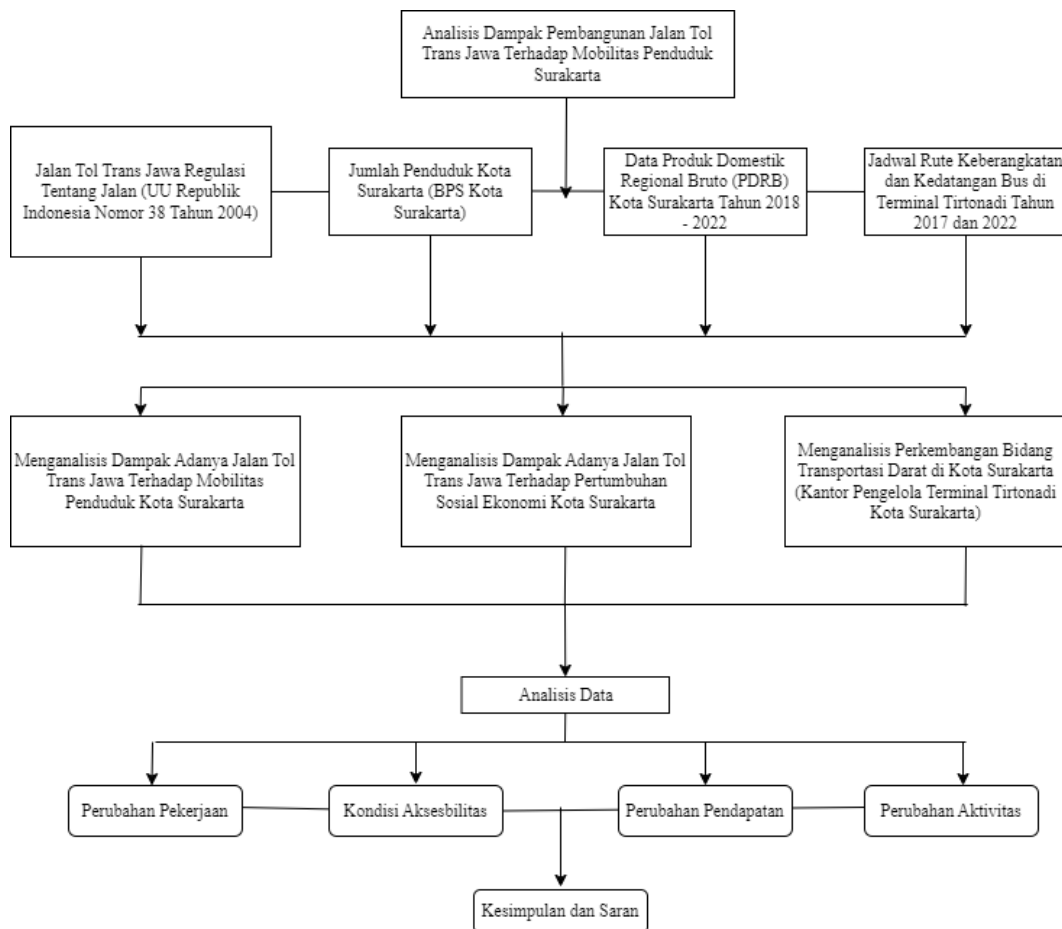 Analisis Dampak Pembangunan Jalan Tol
Trans Jawa Terhadap Mobilitas Penduduk
Surakarta
Jalan Tol Trans Jawa Regulasi
Tentang Jalan (UU Republik
Indonesia Nomor 38 Tahun 2004)
Jumlah Penduduk Kota
Surakarta (BPS Kota
Surakarta)
Data Produk Domestik
Regional Bruto (PDRB)
Kota Surakarta Tahun 2018
- 2022
Jadwal Rute Keberangkatan
dan Kedatangan Bus di
Terminal Tirtonadi Tahun
2017 dan 2022
Menganalisis Dampak Adanya Jalan Tol
Trans Jawa Terhadap Mobilitas
Penduduk Kota Surakarta
Menganalisis Dampak Adanya Jalan Tol
Trans Jawa Terhadap Pertumbuhan
Sosial Ekonomi Kota Surakarta
Menganalisis Perkembangan Bidang
Transportasi Darat di Kota Surakarta
(Kantor Pengelola Terminal Tirtonadi
Kota Surakarta)
Analisis Data
Perubahan Pekerjaan
Kondisi Aksesbilitas
Perubahan Pendapatan
Perubahan Aktivitas
Kesimpulan dan Saran